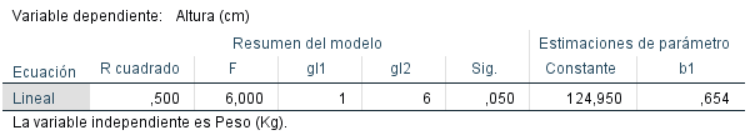 Variable dependiente: Altura (cm)
Resumen del modelo Estimaciones de parámetro
Ecuación R cuadrado F gl1 gl2 Sig. Constante b1
Lineal ,500 6,000 1 6 ,050 124,950 ,654
La variable independiente es Peso (Kg).